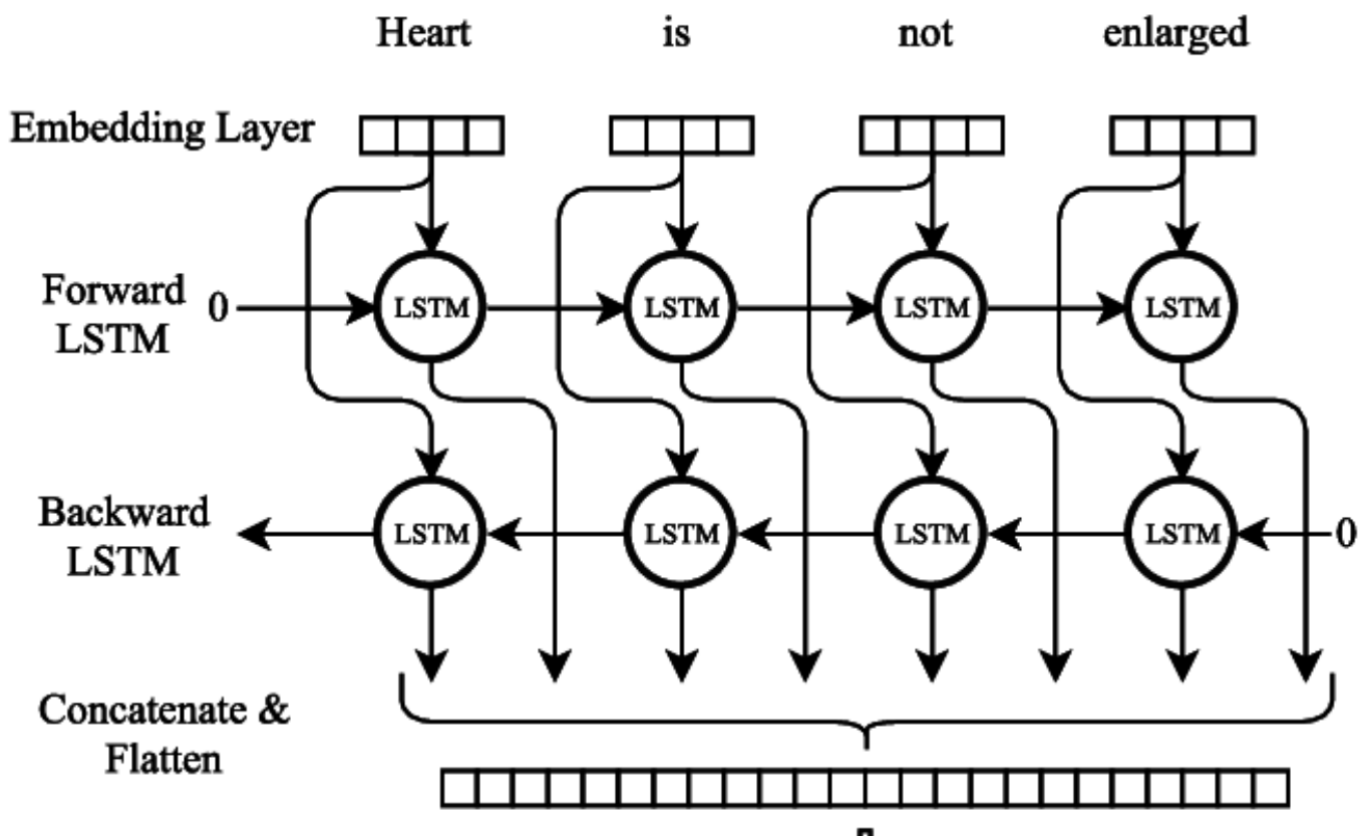 Heart is not enlarged
Embedding Layer
Forward
LSTM
0
LSTM LSTM LSTM LSTM
Backward
LSTM
LSTM LSTM LSTM LSTM
0
Concatenate &
Flatten